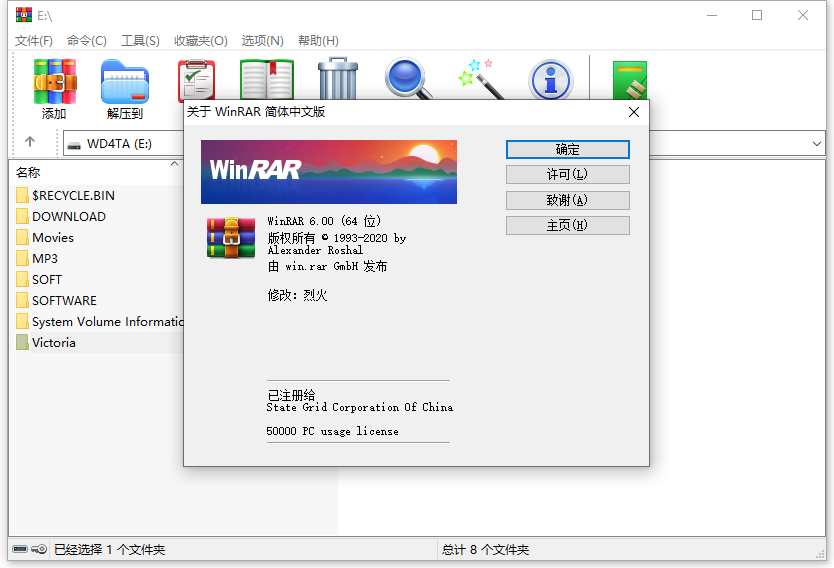 E:\
文件(F) 命令(C) 工具(S) 收藏夹(O) 选项(N) 帮助(H)
添加 解压到
WD4TA (E:)
名称
$RECYCLE.BIN
DOWNLOAD
Movies
MP3
SOFT
SOFTWARE
System Volume Informatic
Victoria
关于 WinRAR 简体中文版
WinRAR
WinRAR 6.00 (64 位)
版权所有 © 1993-2020 by
Alexander Roshal
由 win.rar GmbH 发布
修改：烈火
已注册给
State Grid Corporation Of China
50000 PC usage license
确定
许可(L)
致谢(A)
主页(H)
已经选择 1 个文件夹
总计 8 个文件夹